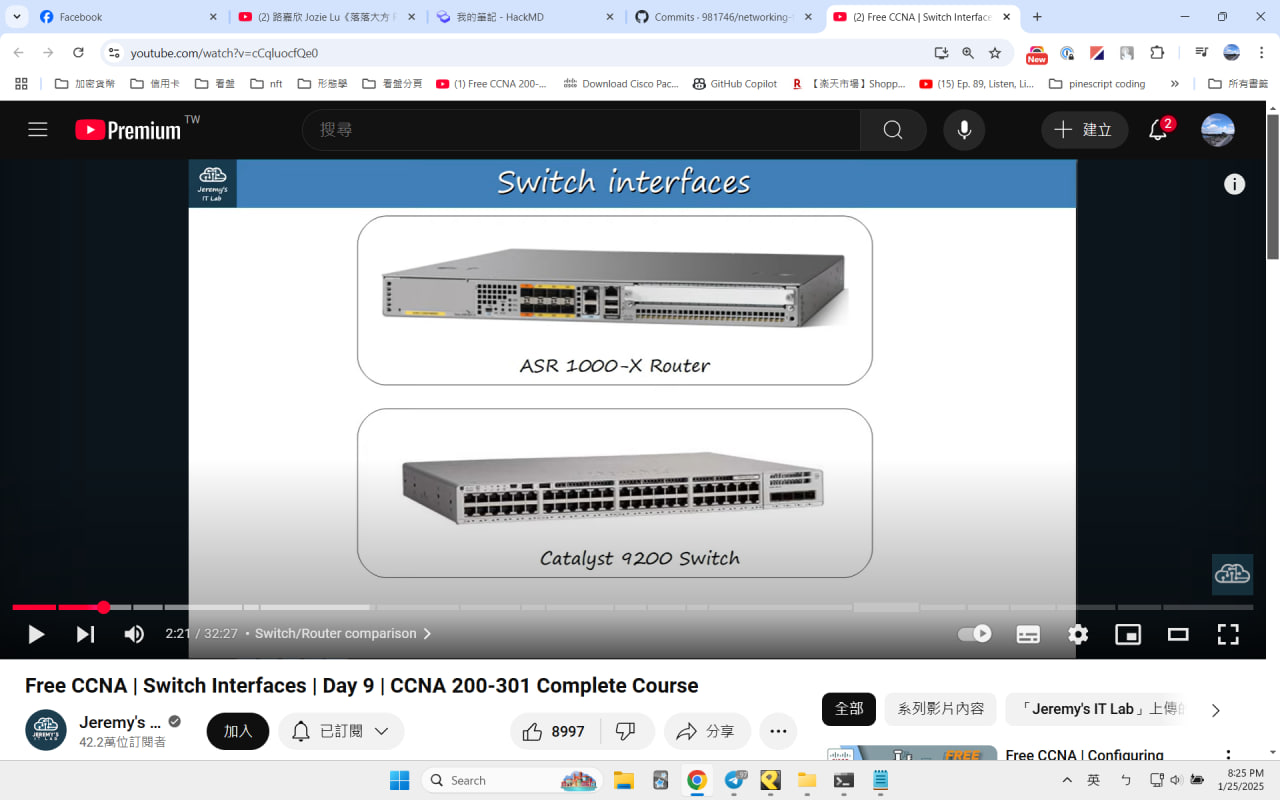 Facebook
(2) 路嘉欣 Jozie Lu《落落大方 F
我的筆記 - HackMD
Commits · 981746/networking-
(2) Free CCNA | Switch Interface
youtube.com/watch?v=cCqluocfQe0
New
加密貨幣
信用卡
看盤
nft
形態學
看盤分頁
(1) Free CCNA 200-...
Download Cisco Pac...
GitHub Copilot
R
【楽天市場】Shopp...
(15) Ep. 89, Listen, Li...
pinescript coding
»
所有書籤
Premium TW
搜尋
建立
2
Jeremy's
IT Lab
Switch interfaces
ASR 1000-X Router
Catalyst 9200 Switch
2:21 / 32:27 • Switch/Router comparison
Free CCNA | Switch Interfaces | Day 9 | CCNA 200-301 Complete Course
JEREMY'S
Jeremy's ...
42.2萬位訂閱者
加入
已訂閱
8997
分享
全部
系列影片內容
「Jeremy's IT Lab」上傳的
FREE
Free CCNA | Configuring
Search
97
英
ㄅ
8:25 PM
1/25/2025